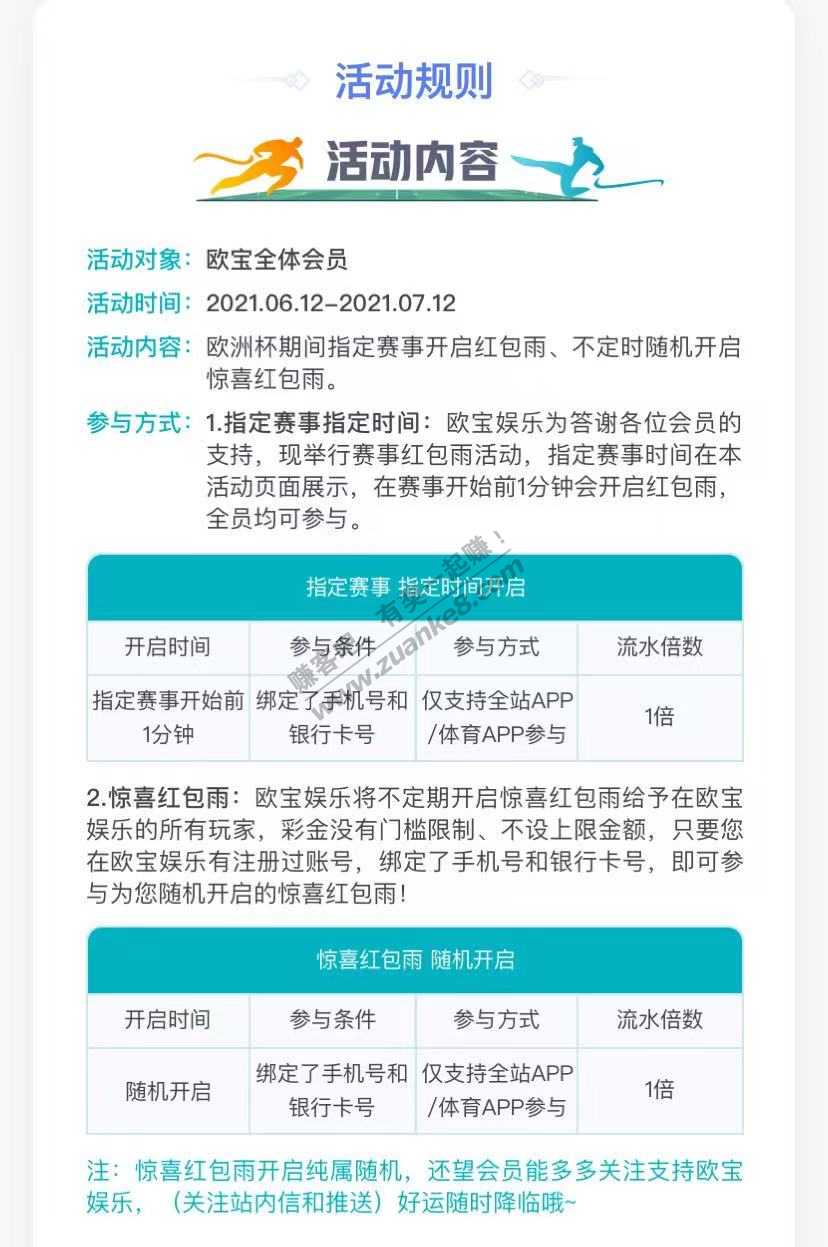 活动规则
活动内容
活动对象：欧宝全体会员
活动时间：2021.06.12-2021.07.12
活动内容：欧洲杯期间指定赛事开启红包雨、不定时随机开启
惊喜红包雨。
参与方式：1.指定赛事指定时间：欧宝娱乐为答谢各位会员的
支持，现举行赛事红包雨活动，指定赛事时间在本
活动页面展示，在赛事开始前1分钟会开启红包雨，
全员均可参与。
指定赛事 指定时间开启
开启时间 参与条件 参与方式 流水倍数
指定赛事开始前 绑定了手机号和 仅支持全站APP
1分钟 银行卡号 /体育APP参与 1倍
赚客吧 有奖一起赚！
www.zuanke8.com
2.惊喜红包雨：欧宝娱乐将不定期开启惊喜红包雨给予在欧宝
娱乐的所有玩家，彩金没有门槛限制、不设上限金额，只要您
在欧宝娱乐有注册过账号，绑定了手机号和银行卡号，即可参
与为您随机开启的惊喜红包雨！
惊喜红包雨 随机开启
开启时间 参与条件 参与方式 流水倍数
绑定了手机号和 仅支持全站APP
随机开启 银行卡号 /体育APP参与 1倍
注：惊喜红包雨开启纯属随机，还望会员能多多关注支持欧宝
娱乐，（关注站内信和推送）好运随时降临哦~